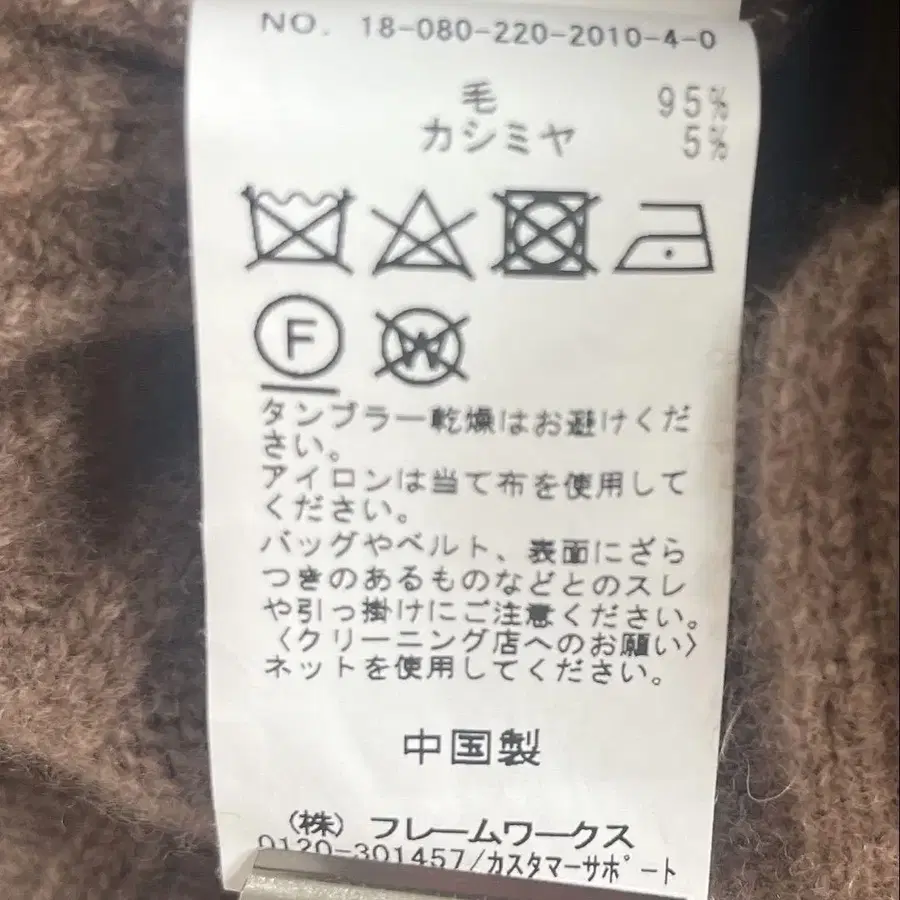 NO. 18-080-220-2010-4-0
毛 95%
カシミヤ 5%
F
W
タンブラー乾燥はお避けくだ
さい。
アイロンは当て布を使用して
ください。
バッグやベルト、表面にざら
つきのあるものなどとのスレ
や引っ掛けにご注意ください。
〈クリーニング店へのお願い〉
ネットを使用してください。
中国製
(株) フレームワークス
0120-301457/カスタマーサポート